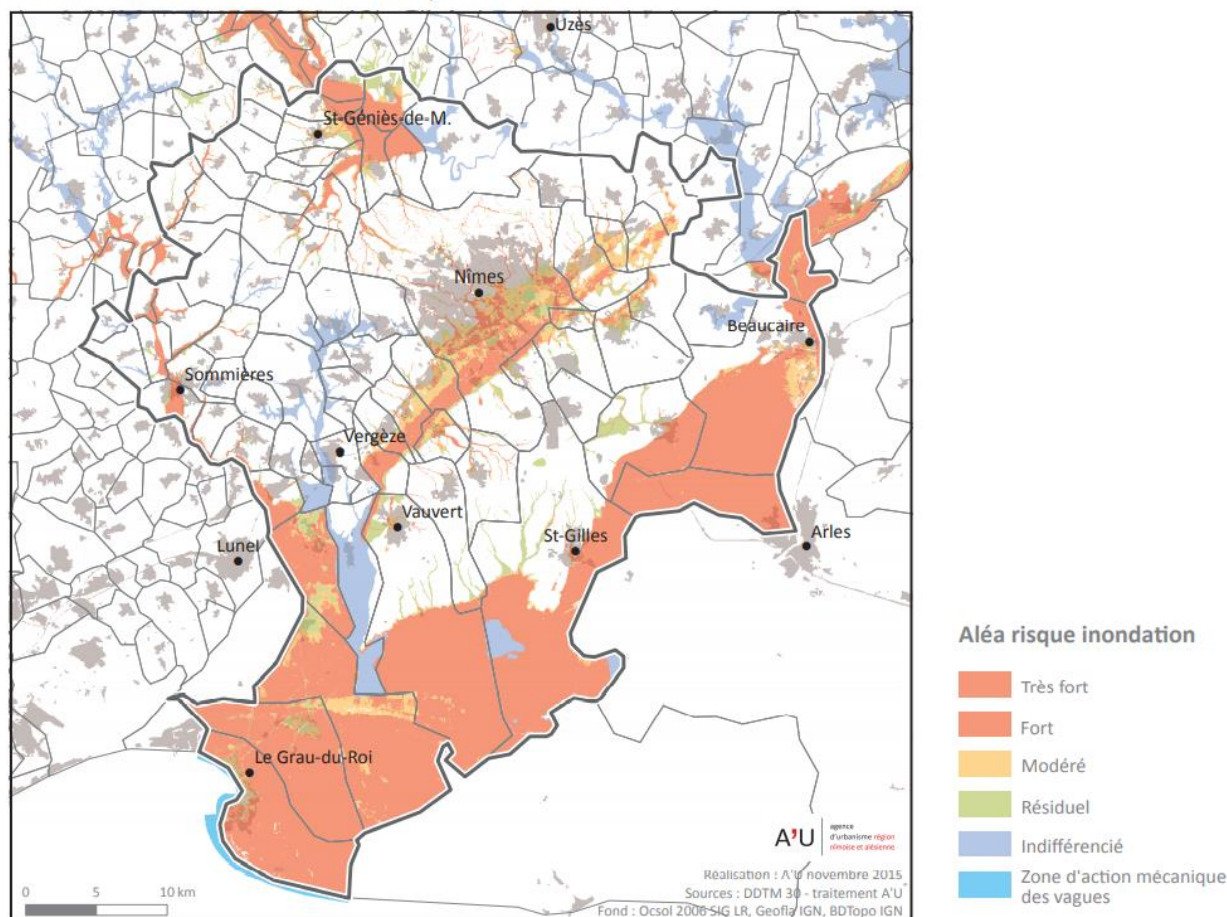 Uzès
St-Géniès-de-M.
Nîmes
Beaucaire
Sommières
Vergèze
Vauvert
St-Gilles
Arles
Lunel
Le Grau-du-Roi
A'U
agence
d'urbanisme région
nîmoise et alésienne
0 5 10 km
Réalisation : A'U novembre 2015
Sources : DDTM 30 - traitement A'U
Fond : Ocsol 2006 SIG LR, Geofla IGN, BDTopo IGN
Aléa risque inondation
Très fort
Fort
Modéré
Résiduel
Indifférencié
Zone d'action mécanique
des vagues